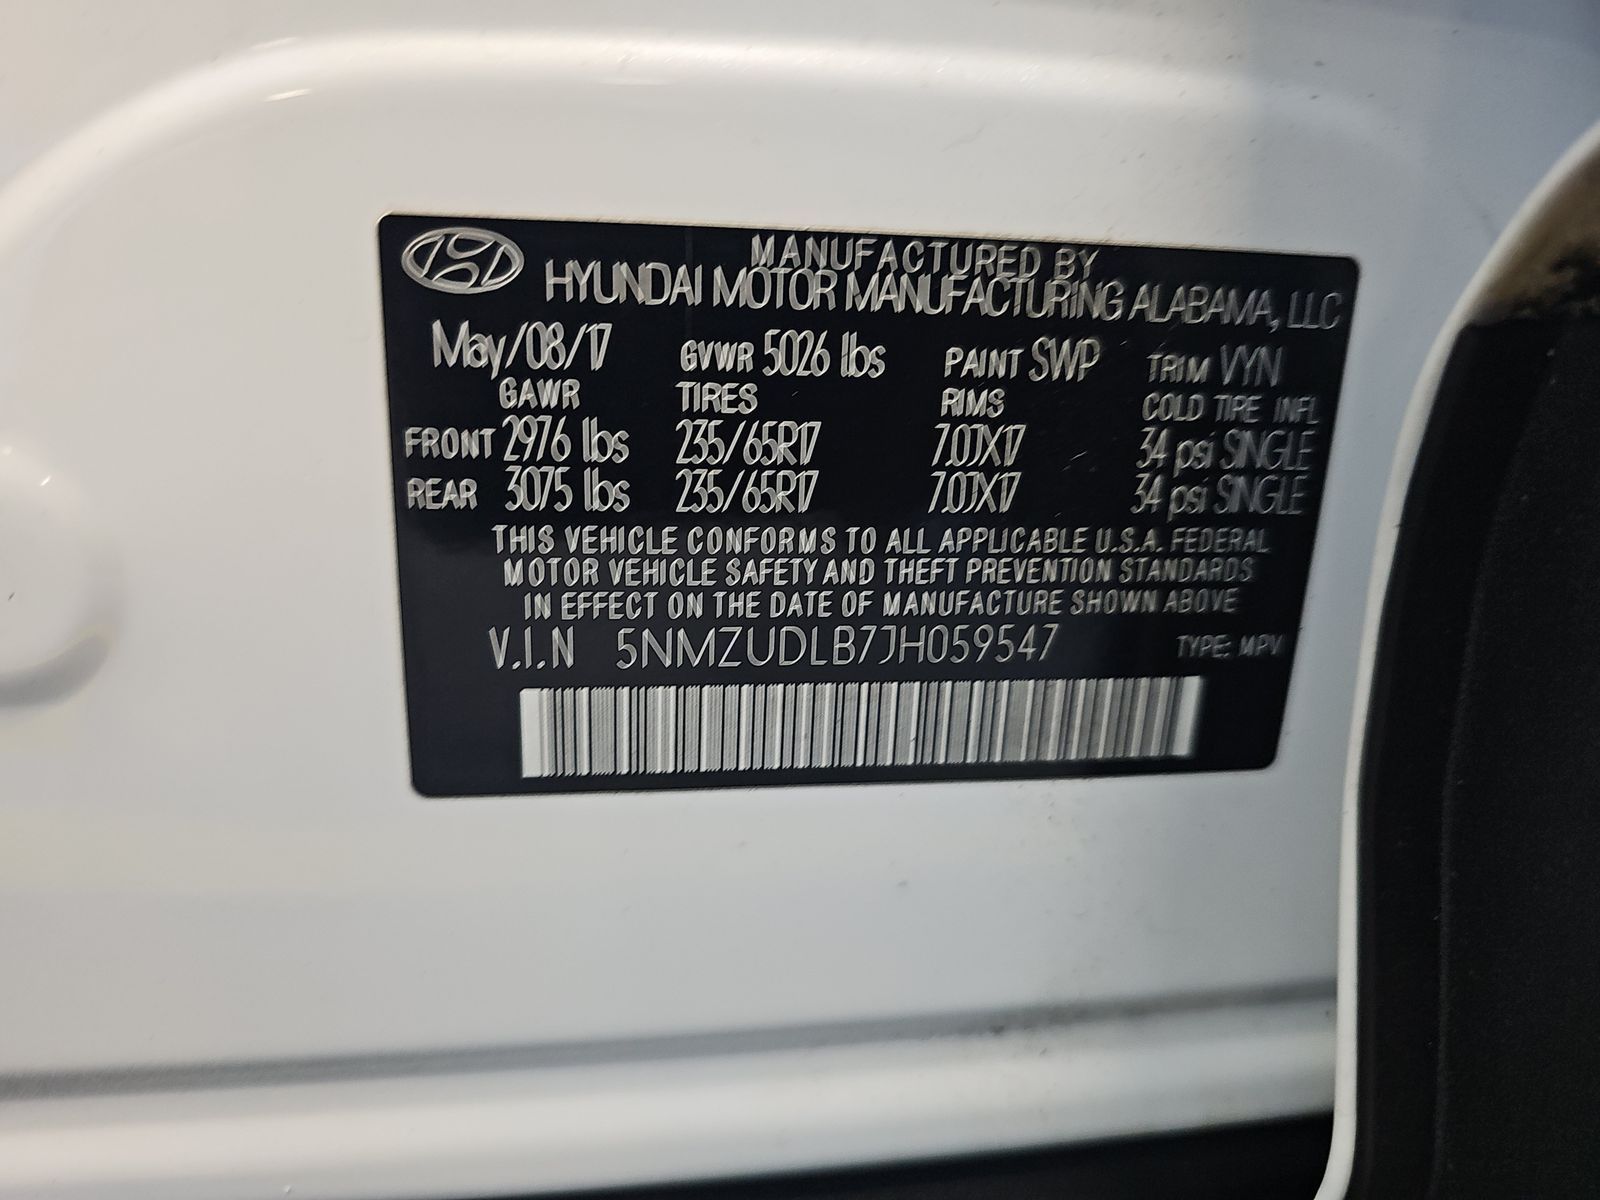 MANUFACTURED BY
HYUNDAI MOTOR MANUFACTURING ALABAMA, LLC
May/08/17 GVWR 5026 lbs PAINT SWP TRIM VYN
GAWR TIRES RIMS COLD TIRE INFL
FRONT 2976 lbs 235/65R17 7.0JX17 34 psi SINGLE
REAR 3075 lbs 235/65R17 7.0JX17 34 psi SINGLE
THIS VEHICLE CONFORMS TO ALL APPLICABLE U.S.A. FEDERAL
MOTOR VEHICLE SAFETY AND THEFT PREVENTION STANDARDS
IN EFFECT ON THE DATE OF MANUFACTURE SHOWN ABOVE
V.I.N 5NMZUDLB7JH059547 TYPE: MPV